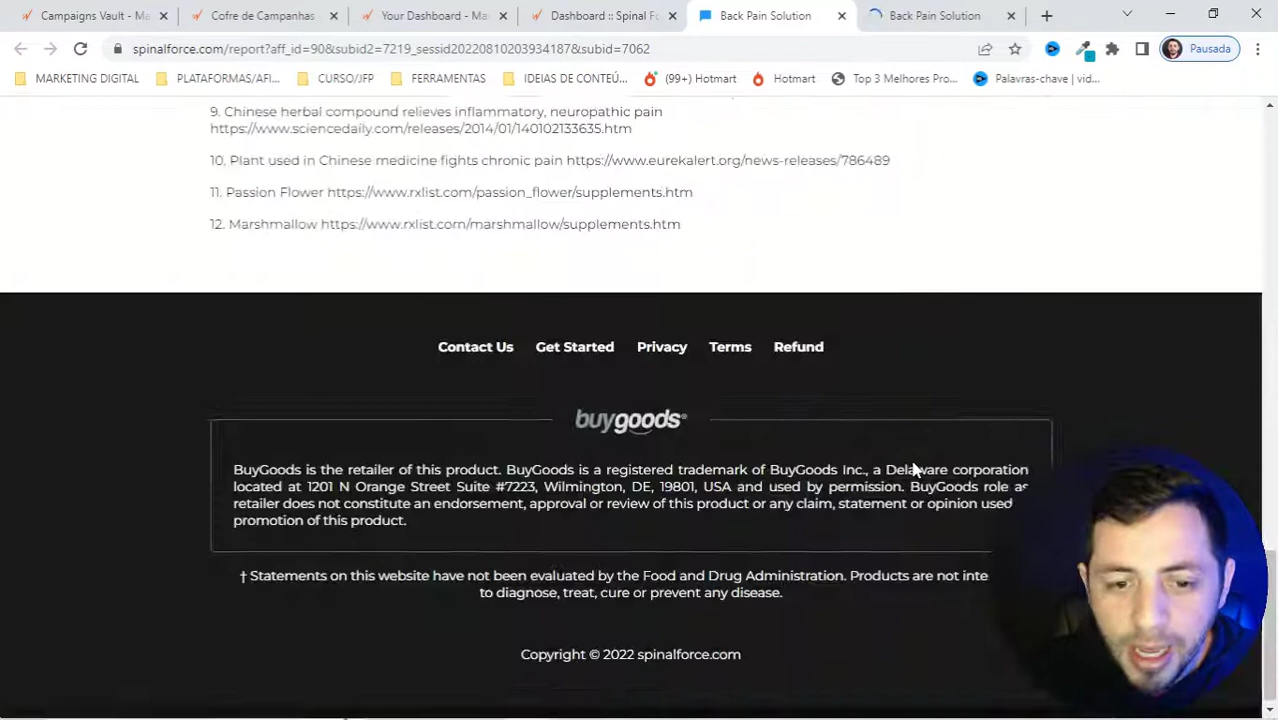 Campaigns Vault - Ma
Cofre de Campanhas
Your Dashboard - Ma
Dashboard :: Spinal Fo
Back Pain Solution
Back Pain Solution
spinalforce.com/report?aff_id=90&subid2=7219_sessid20220810203934187&subid=7062
Pausada
MARKETING DIGITAL
PLATAFORMAS/AFI...
CURSO/JFP
FERRAMENTAS
IDEIAS DE CONTEÚ...
(99+) Hotmart
Hotmart
Top 3 Melhores Pro...
Palavras-chave | vid...
9. Chinese herbal compound relieves inflammatory, neuropathic pain
https://www.sciencedaily.com/releases/2014/01/140102133635.htm
10. Plant used in Chinese medicine fights chronic pain https://www.eurekalert.org/news-releases/786489
11. Passion Flower https://www.rxlist.com/passion_flower/supplements.htm
12. Marshmallow https://www.rxlist.com/marshmallow/supplements.htm
Contact Us Get Started Privacy Terms Refund
buygoods®
BuyGoods is the retailer of this product. BuyGoods is a registered trademark of BuyGoods Inc., a Delaware corporation
located at 1201 N Orange Street Suite #7223, Wilmington, DE, 19801, USA and used by permission. BuyGoods role as
retailer does not constitute an endorsement, approval or review of this product or any claim, statement or opinion used
promotion of this product.
† Statements on this website have not been evaluated by the Food and Drug Administration. Products are not inte
to diagnose, treat, cure or prevent any disease.
Copyright © 2022 spinalforce.com